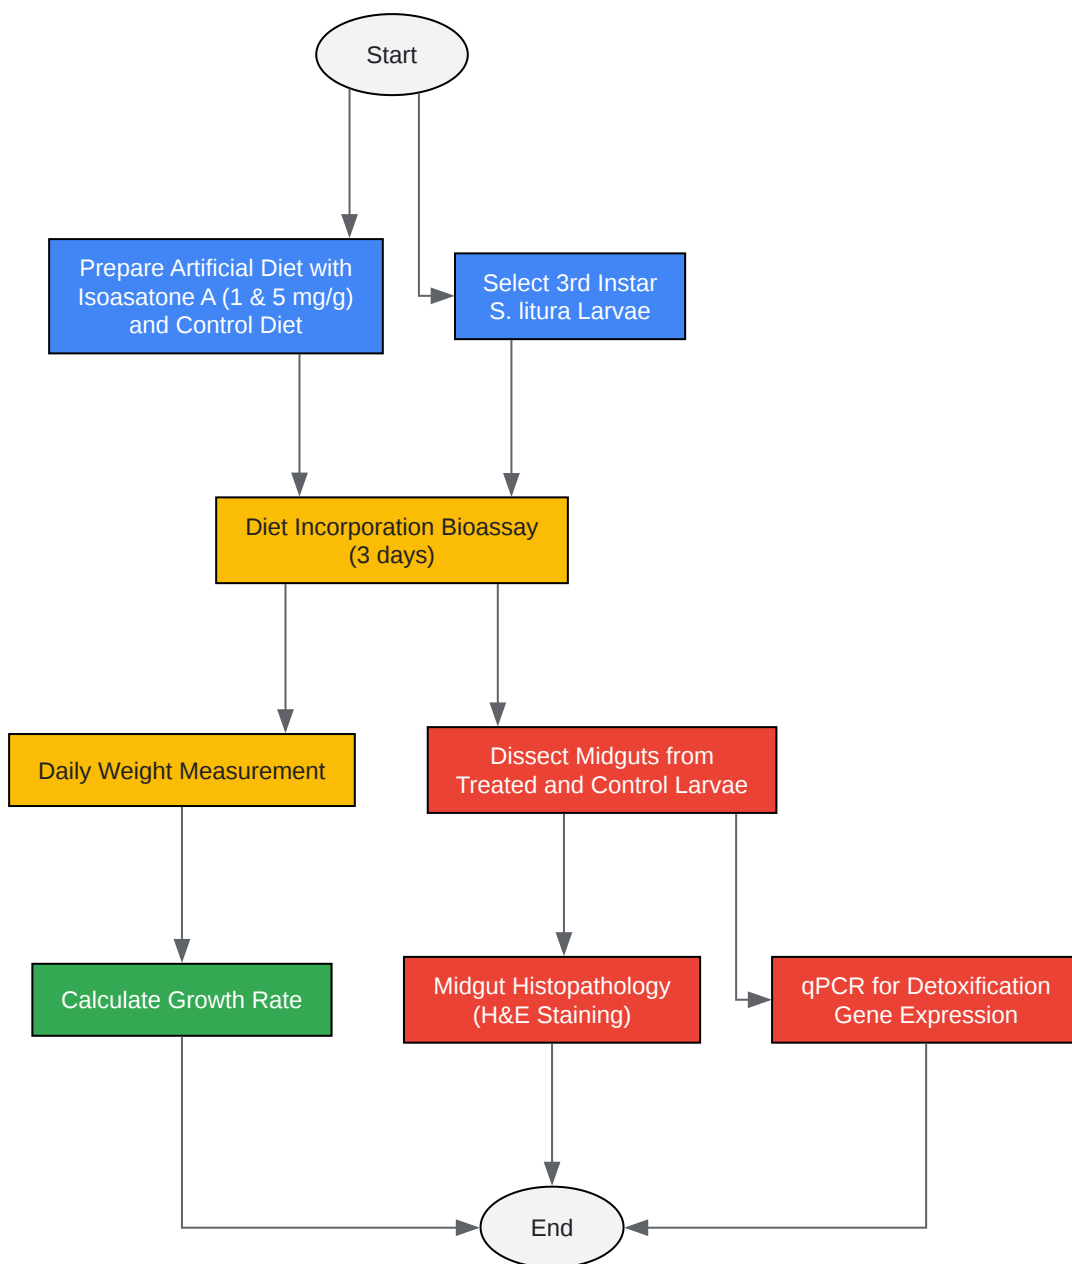 Start
Prepare Artificial Diet with
Isoasatone A (1 & 5 mg/g)
and Control Diet
Select 3rd Instar
S. litura Larvae
Diet Incorporation Bioassay
(3 days)
Daily Weight Measurement
Dissect Midguts from
Treated and Control Larvae
Calculate Growth Rate
Midgut Histopathology
(H&E Staining)
qPCR for Detoxification
Gene Expression
End